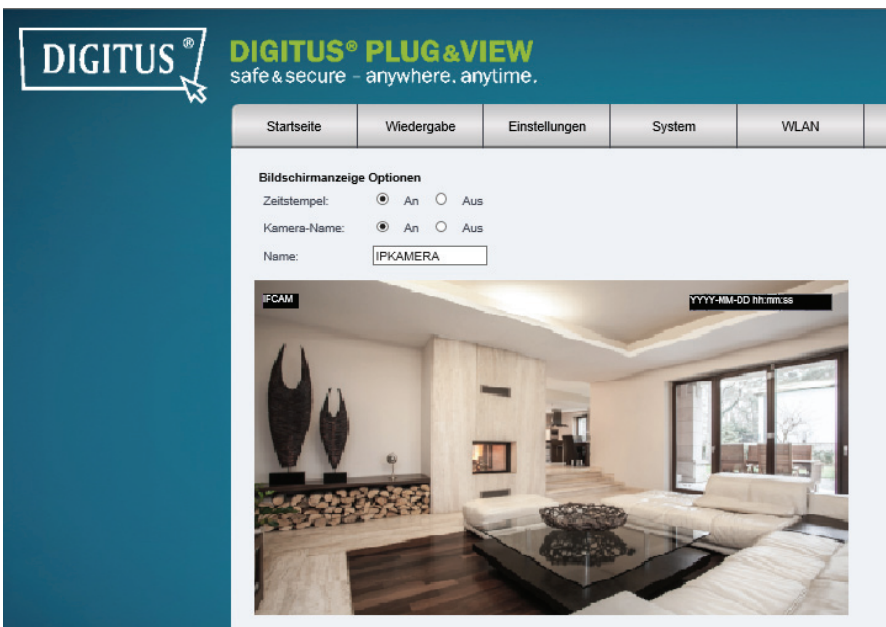 DIGITUS®
DIGITUS® PLUG&VIEW
safe & secure – anywhere. anytime.
Startseite Wiedergabe Einstellungen System WLAN
Bildschirmanzeige Optionen
Zeitstempel: An Aus
Kamera-Name: An Aus
Name: IPKAMERA
IFCAM YYYY-MM-DD hh:mm:ss